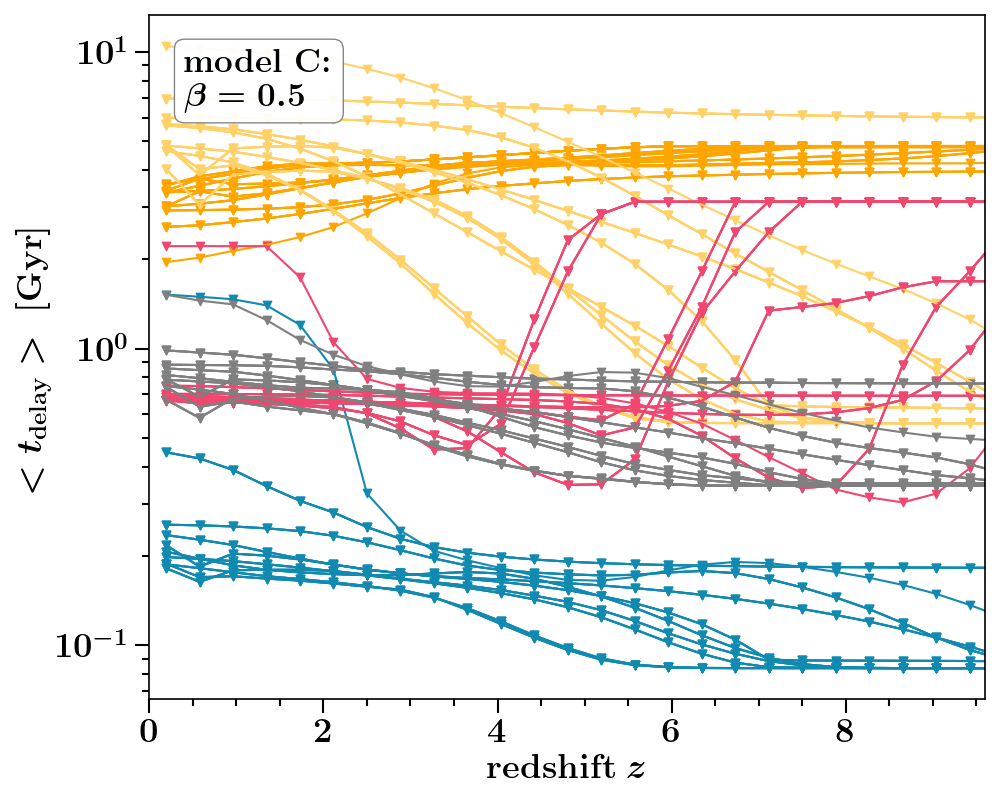 10¹
10⁰
10⁻¹
< t_delay > [Gyr]
model C:
β = 0.5
0 2 4 6 8
redshift z